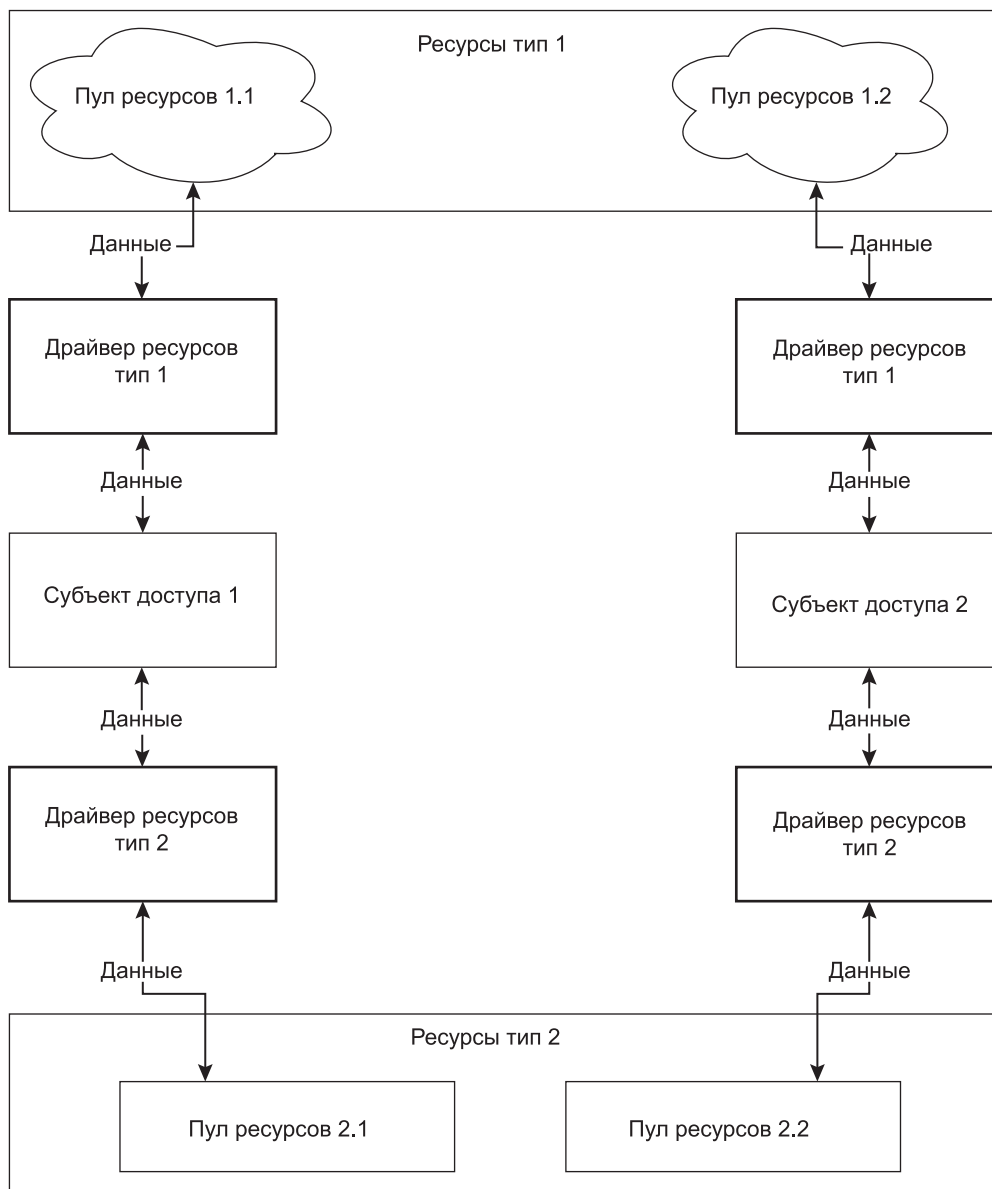 Ресурсы тип 1
Пул ресурсов 1.1
Пул ресурсов 1.2
Данные
Данные
Драйвер ресурсов
тип 1
Драйвер ресурсов
тип 1
Данные
Данные
Субъект доступа 1
Субъект доступа 2
Данные
Данные
Драйвер ресурсов
тип 2
Драйвер ресурсов
тип 2
Данные
Данные
Ресурсы тип 2
Пул ресурсов 2.1
Пул ресурсов 2.2